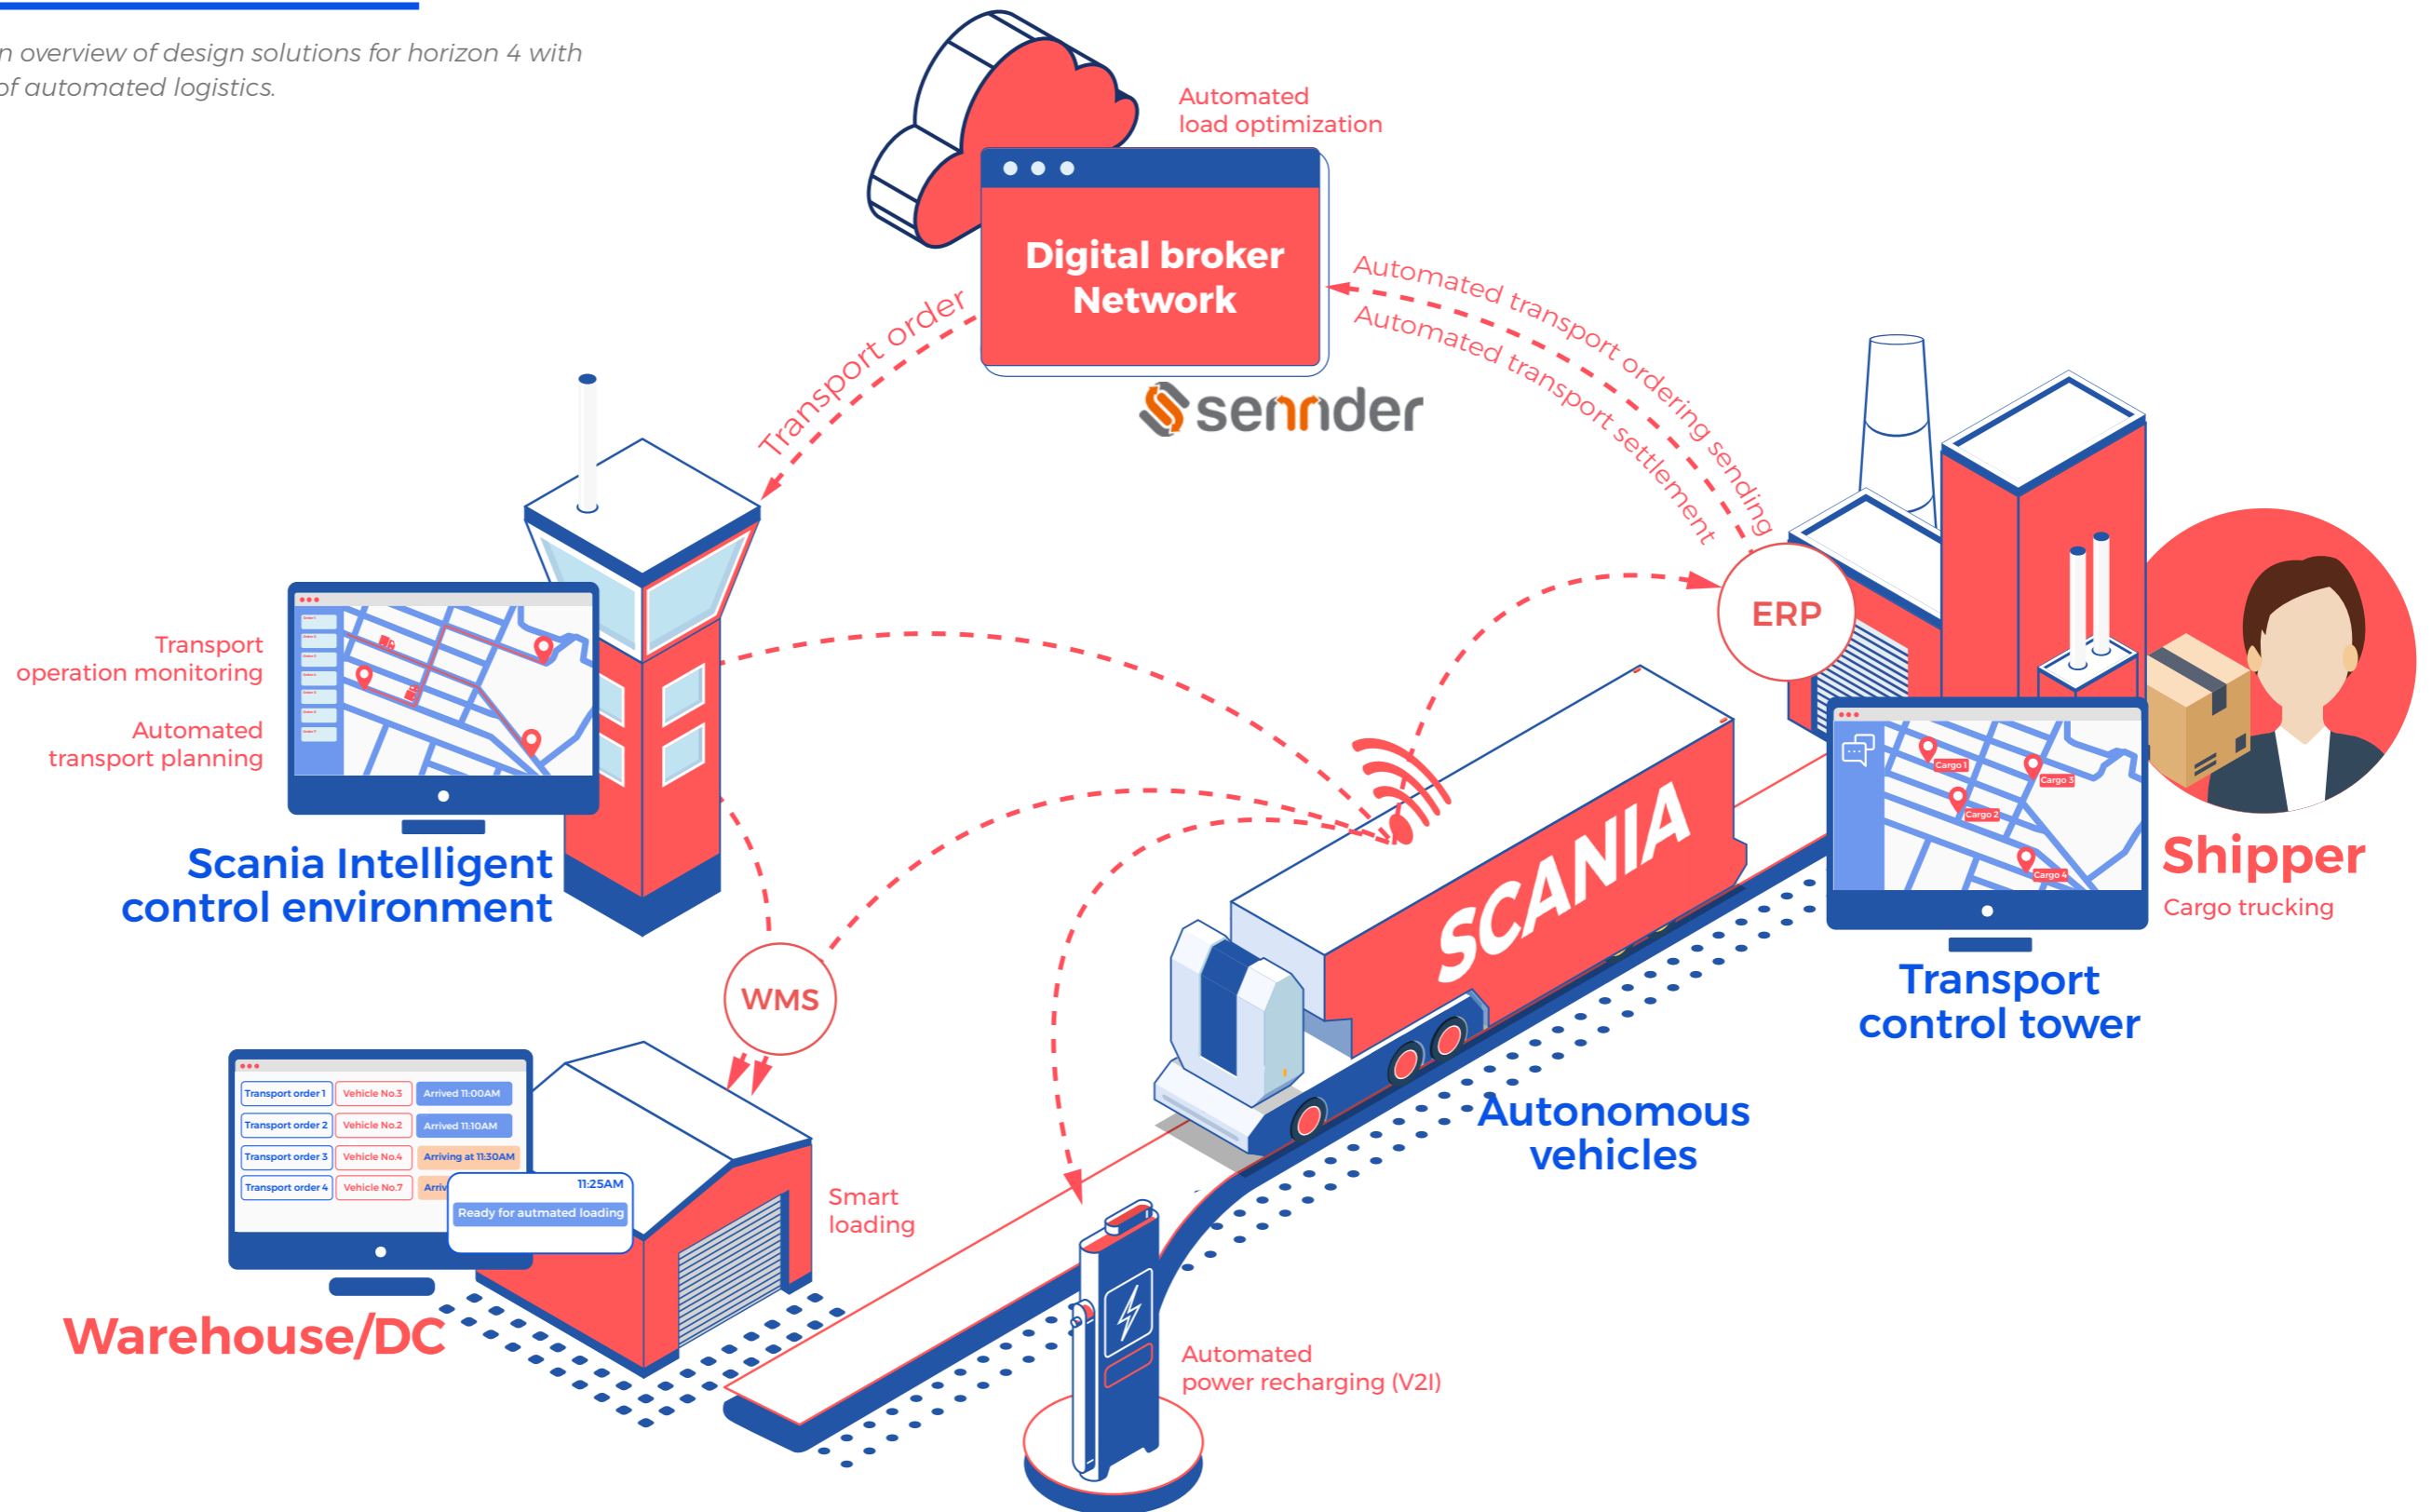 n overview of design solutions for horizon 4 with
of automated logistics.
Automated
load optimization
Digital broker
Network
sennder
Transport order
Automated transport ordering sending
Automated transport settlement
ERP
Transport
operation monitoring
Automated
transport planning
Scania Intelligent
control environment
WMS
SCANIA
Cargo 1
Cargo 3
Cargo 2
Cargo 4
Shipper
Cargo trucking
Transport
control tower
Autonomous
vehicles
Transport order 1 Vehicle No.3 Arrived 11:00AM
Transport order 2 Vehicle No.2 Arrived 11:10AM
Transport order 3 Vehicle No.4 Arriving at 11:30AM
Transport order 4 Vehicle No.7 Arriv
11:25AM
Ready for autmated loading
Smart
loading
Warehouse/DC
Automated
power recharging (V2I)